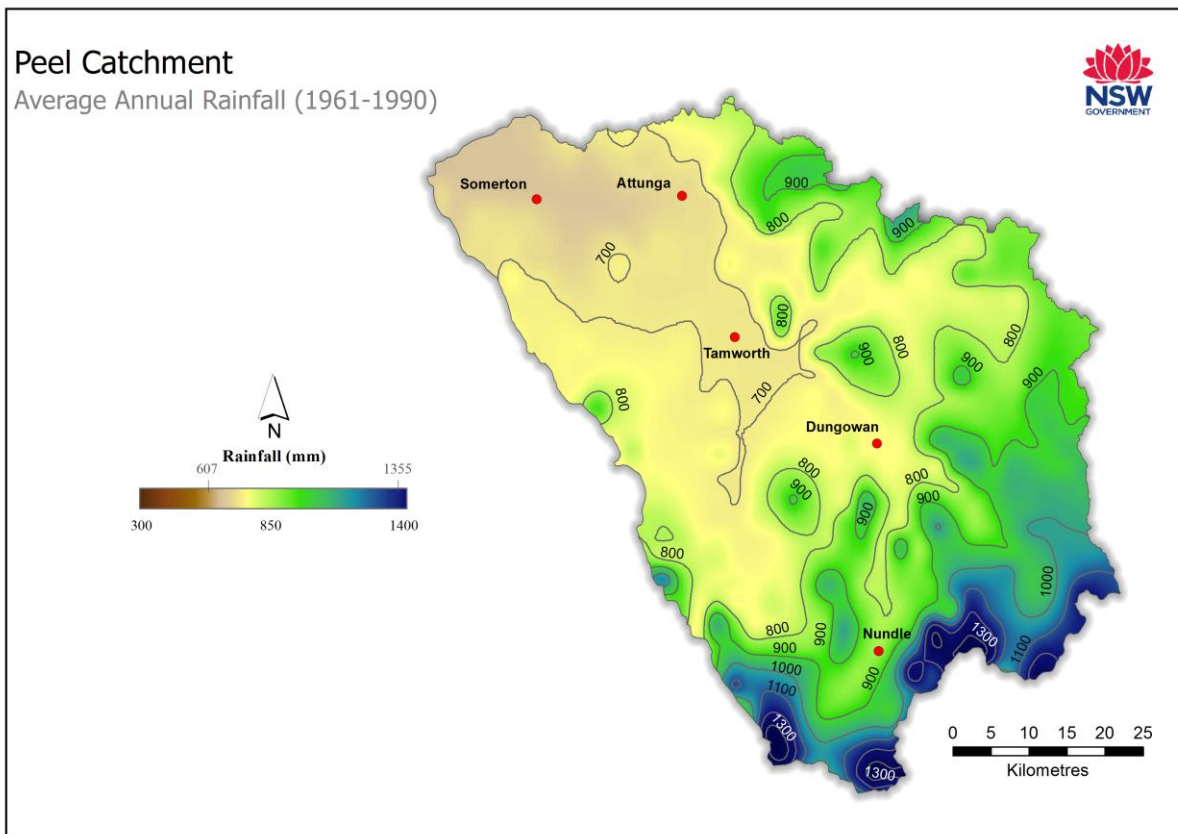 Peel Catchment
Average Annual Rainfall (1961-1990)
NSW
GOVERNMENT
900
Somerton
Attunga
800
900
700
800
800
Tamworth
900
800
900
900
700
800
Dungowan
800
900
800
900
900
N
Rainfall (mm)
607
1355
300
850
1400
800
1000
800
900
Nundle
900
1300
1100
1000
900
1100
1300
1300
0 5 10 15 20 25
Kilometres